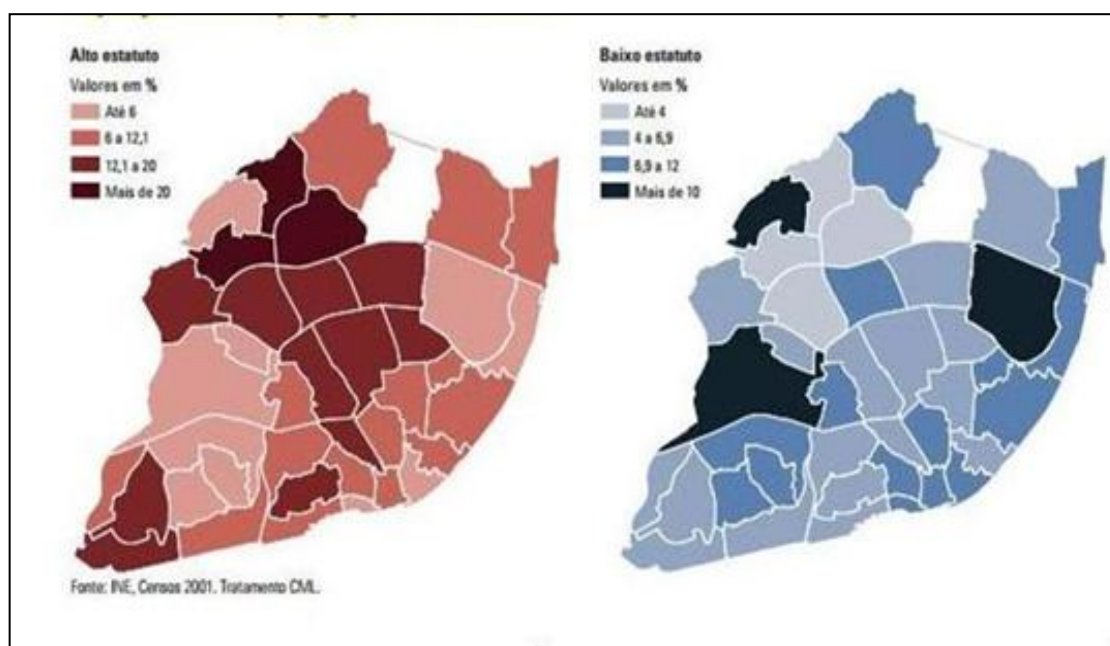 Alto estatuto
Valores em %
Até 6
6 a 12,1
12,1 a 20
Mais de 20
Baixo estatuto
Valores em %
Até 4
4 a 6,9
6,9 a 12
Mais de 10
Fonte: INE, Censos 2001. Tratamento CML.